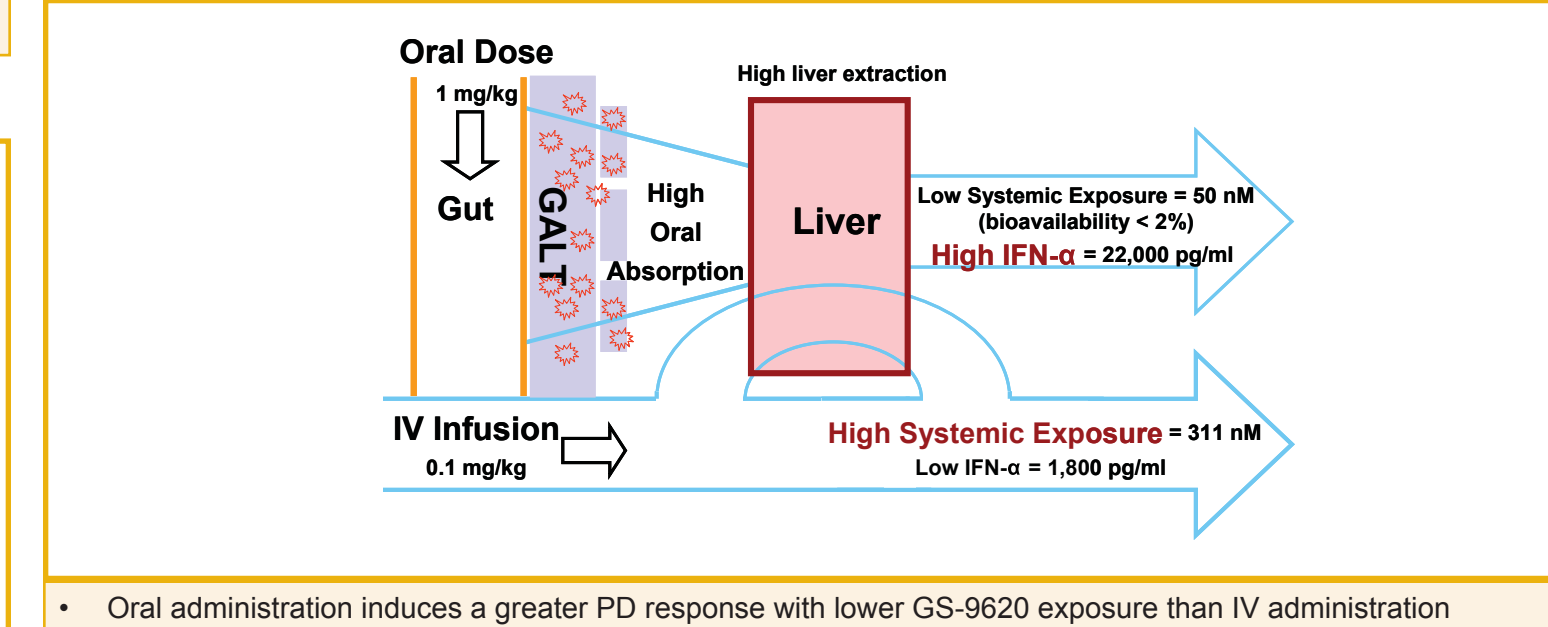 Oral Dose
1 mg/kg
Gut
GALT
High
Oral
Absorption
High liver extraction
Liver
Low Systemic Exposure = 50 nM
(bioavailability < 2%)
High IFN-α = 22,000 pg/ml
IV Infusion
0.1 mg/kg
High Systemic Exposure = 311 nM
Low IFN-α = 1,800 pg/ml
• Oral administration induces a greater PD response with lower GS-9620 exposure than IV administration